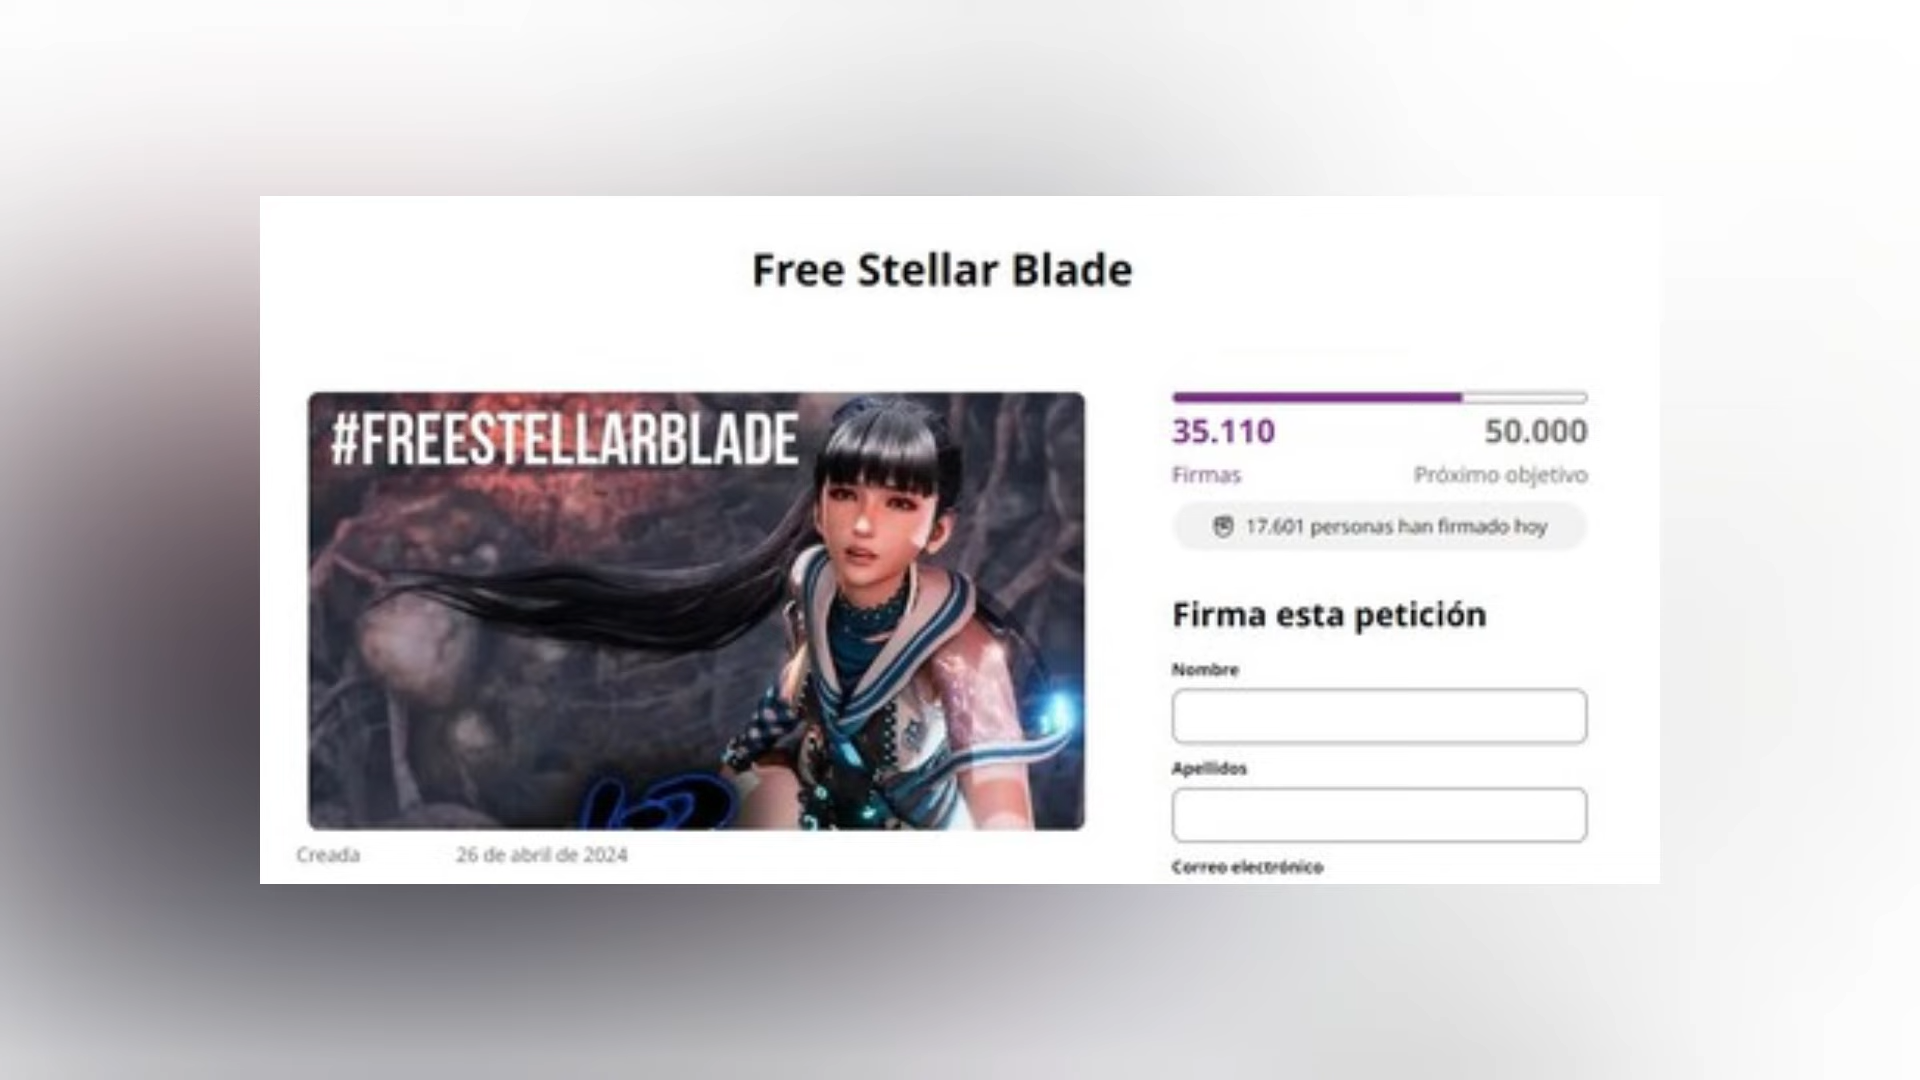 Free Stellar Blade
#FREESTELLARBLADE
Creada 26 de abril de 2024
35.110 50.000
Firmas Próximo objetivo
17.601 personas han firmado hoy
Firma esta petición
Nombre
Apellidos
Correo electrónico